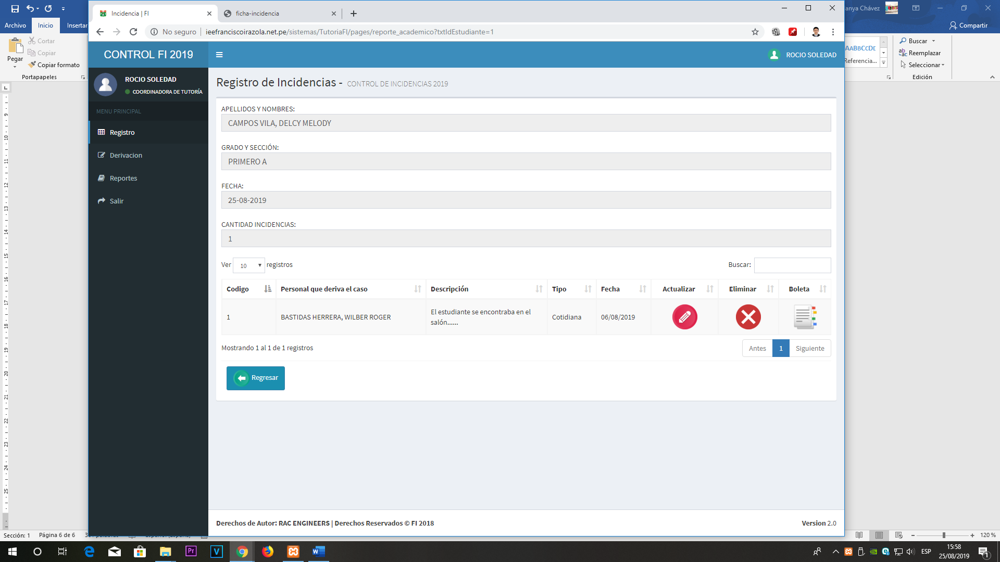 Archivo
Inicio
Insertar
Cortar
Copiar
Pegar
Copiar formato
Portapapeles
Incidencia | FI
ficha-incidencia
No seguro
ieefranciscoirazola.net.pe/sistemas/TutoriaFI/pages/reporte_academico?txtIdEstudiante=1
anya Chávez
Compartir
AABBCCDE
Referencia...
Buscar
Reemplazar
Seleccionar
Edición
CONTROL FI 2019
ROCIO SOLEDAD
ROCIO SOLEDAD
COORDINADORA DE TUTORÍA
MENU PRINCIPAL
Registro
Derivacion
Reportes
Salir
Registro de Incidencias - CONTROL DE INCIDENCIAS 2019
APELLIDOS Y NOMBRES:
CAMPOS VILA, DELCY MELODY
GRADO Y SECCIÓN:
PRIMERO A
FECHA:
25-08-2019
CANTIDAD INCIDENCIAS:
1
Ver 10 registros
Buscar:
Codigo Personal que deriva el caso Descripción Tipo Fecha Actualizar Eliminar Boleta
1 BASTIDAS HERRERA, WILBER ROGER El estudiante se encontraba en el salón...... Cotidiana 06/08/2019
Mostrando 1 al 1 de 1 registros
Antes 1 Siguiente
Regresar
Derechos de Autor: RAC ENGINEERS | Derechos Reservados © FI 2018
Version 2.0
Sección: 1 Página 6 de 6
120 %
ESP
15:58
25/08/2019